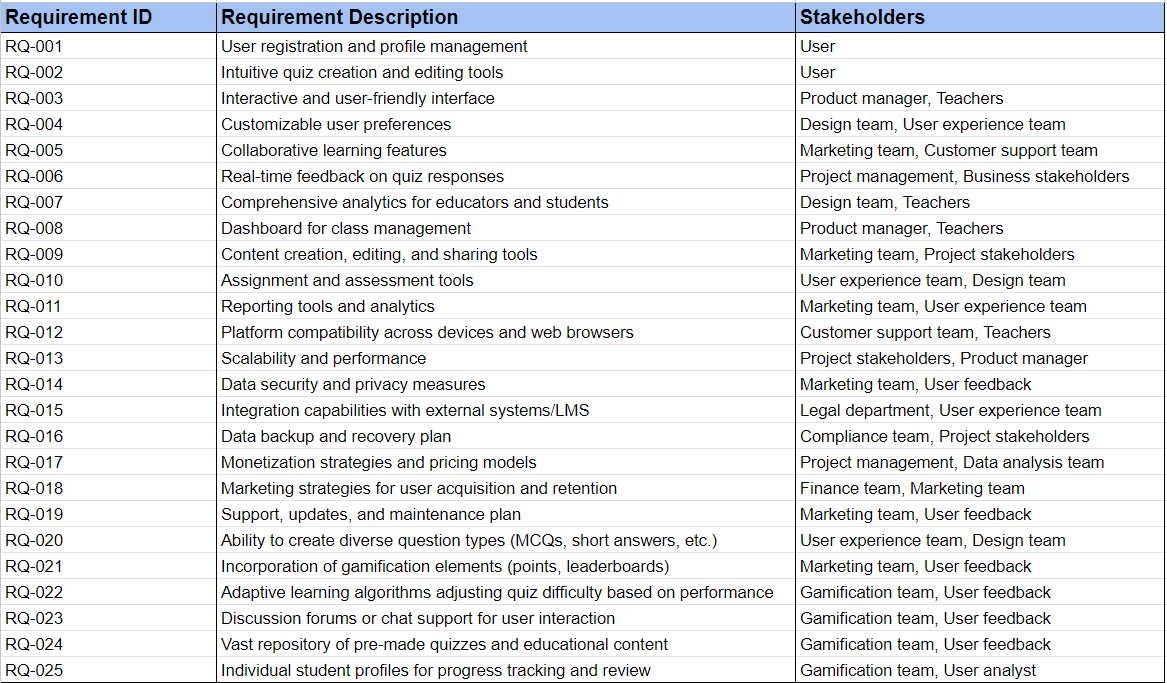 Requirement ID Requirement Description Stakeholders
RQ-001 User registration and profile management User
RQ-002 Intuitive quiz creation and editing tools User
RQ-003 Interactive and user-friendly interface Product manager, Teachers
RQ-004 Customizable user preferences Design team, User experience team
RQ-005 Collaborative learning features Marketing team, Customer support team
RQ-006 Real-time feedback on quiz responses Project management, Business stakeholders
RQ-007 Comprehensive analytics for educators and students Design team, Teachers
RQ-008 Dashboard for class management Product manager, Teachers
RQ-009 Content creation, editing, and sharing tools Marketing team, Project stakeholders
RQ-010 Assignment and assessment tools User experience team, Design team
RQ-011 Reporting tools and analytics Marketing team, User experience team
RQ-012 Platform compatibility across devices and web browsers Customer support team, Teachers
RQ-013 Scalability and performance Project stakeholders, Product manager
RQ-014 Data security and privacy measures Marketing team, User feedback
RQ-015 Integration capabilities with external systems/LMS Legal department, User experience team
RQ-016 Data backup and recovery plan Compliance team, Project stakeholders
RQ-017 Monetization strategies and pricing models Project management, Data analysis team
RQ-018 Marketing strategies for user acquisition and retention Finance team, Marketing team
RQ-019 Support, updates, and maintenance plan Marketing team, User feedback
RQ-020 Ability to create diverse question types (MCQs, short answers, etc.) User experience team, Design team
RQ-021 Incorporation of gamification elements (points, leaderboards) Marketing team, User feedback
RQ-022 Adaptive learning algorithms adjusting quiz difficulty based on performance Gamification team, User feedback
RQ-023 Discussion forums or chat support for user interaction Gamification team, User feedback
RQ-024 Vast repository of pre-made quizzes and educational content Gamification team, User feedback
RQ-025 Individual student profiles for progress tracking and review Gamification team, User analyst